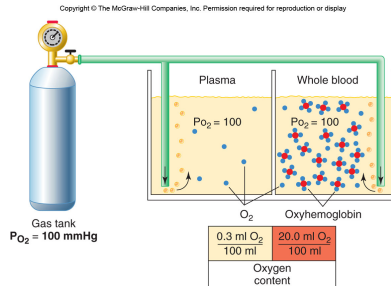 Copyright © The McGraw-Hill Companies, Inc. Permission required for reproduction or display
Plasma
Whole blood
Po₂ = 100
Po₂ = 100
O₂
Oxyhemoglobin
Gas tank
PO₂ = 100 mmHg
0.3 ml O₂
100 ml
20.0 ml O₂
100 ml
Oxygen
content